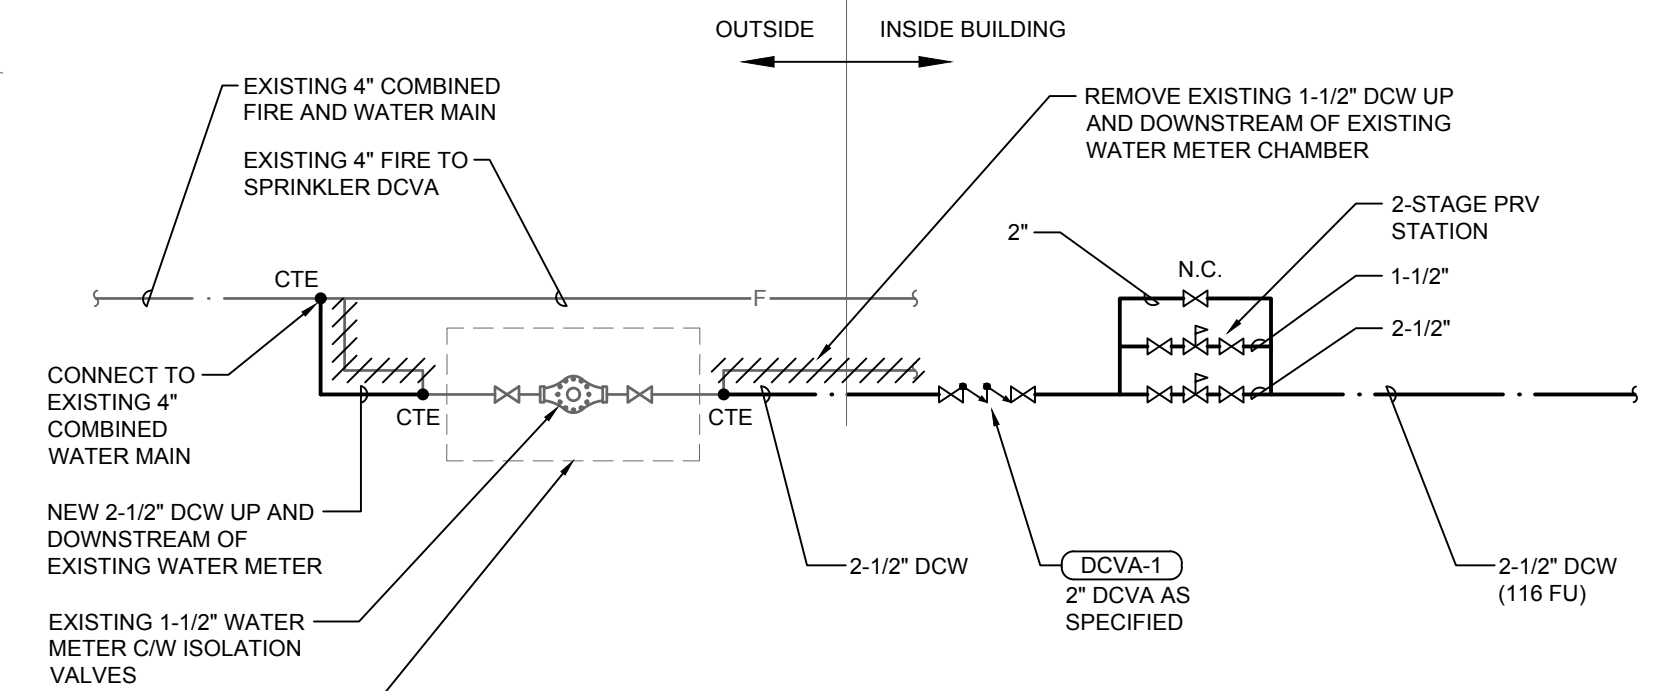 OUTSIDE
INSIDE BUILDING
EXISTING 4" COMBINED
FIRE AND WATER MAIN
EXISTING 4" FIRE TO
SPRINKLER DCVA
REMOVE EXISTING 1-1/2" DCW UP
AND DOWNSTREAM OF EXISTING
WATER METER CHAMBER
2-STAGE PRV
STATION
2"
N.C.
1-1/2"
2-1/2"
CTE
F
CONNECT TO
EXISTING 4"
COMBINED
WATER MAIN
CTE
CTE
NEW 2-1/2" DCW UP AND
DOWNSTREAM OF
EXISTING WATER METER
2-1/2" DCW
DCVA-1
2" DCVA AS
SPECIFIED
2-1/2" DCW
(116 FU)
EXISTING 1-1/2" WATER
METER C/W ISOLATION
VALVES